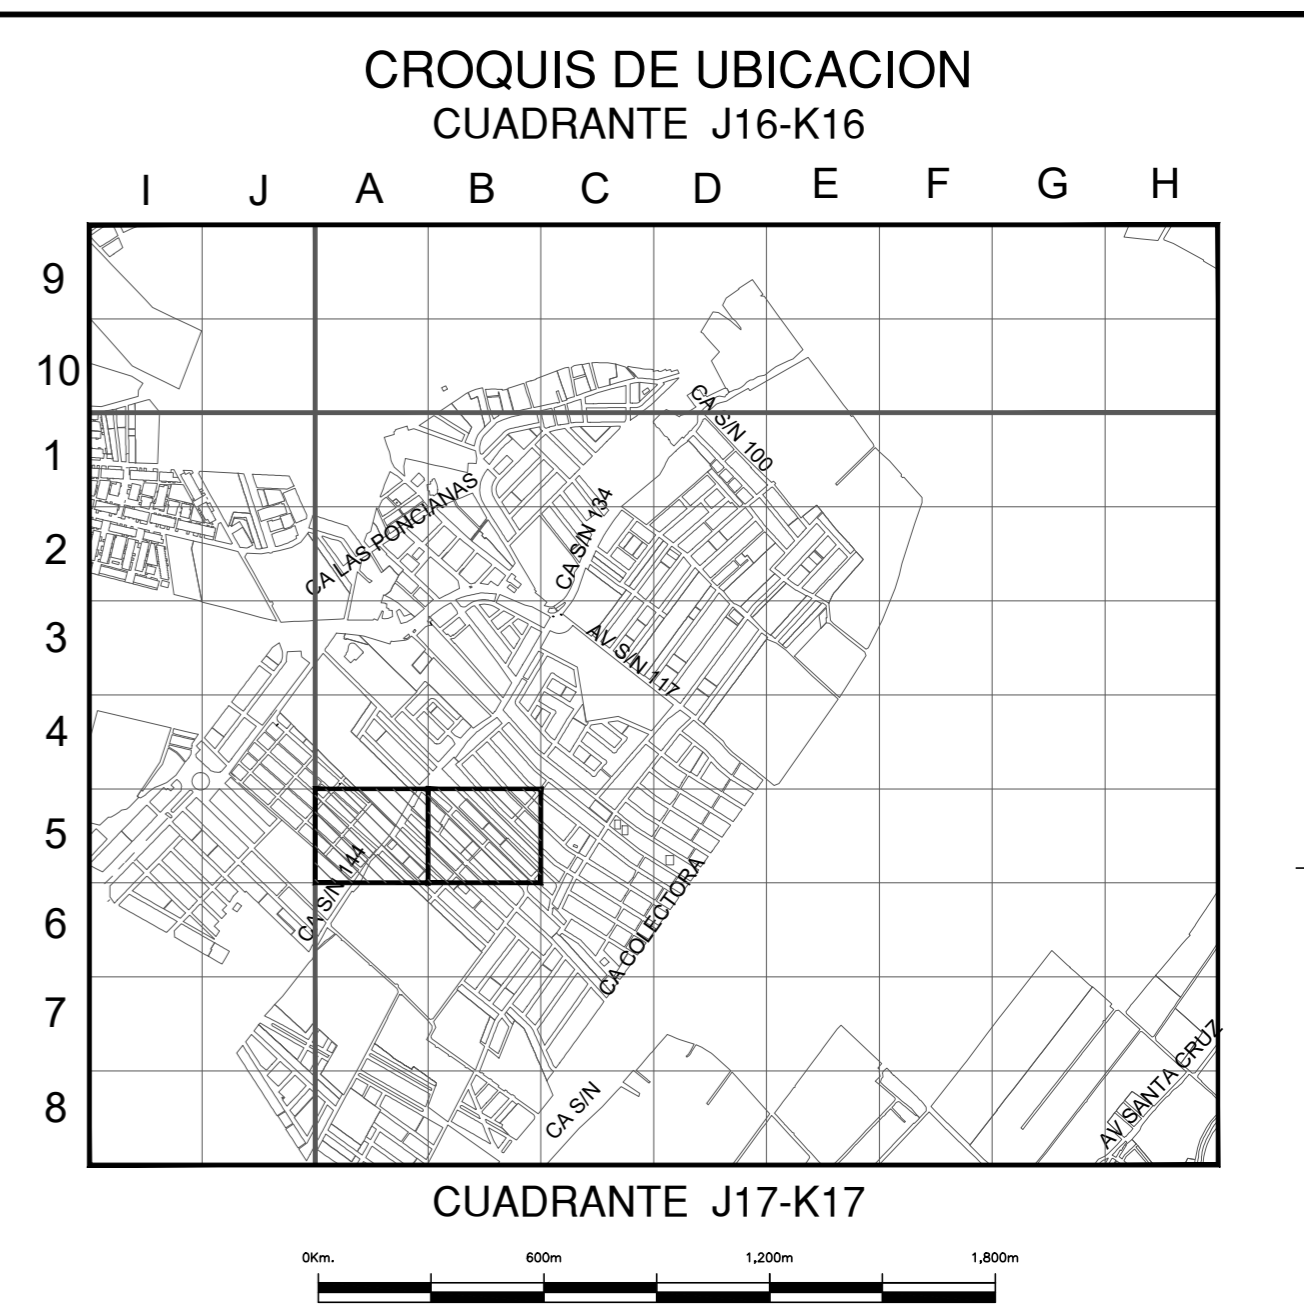 CROQUIS DE UBICACION
CUADRANTE J16-K16
I J A B C D E F G H
9
10
CA S/N 100
1
CA LAS PONCIANAS
CA S/N 134
2
3
AV S/N 117
4
5
CA S/N 144
CA COLECTORA
6
7
AV SANTA CRUZ
CA S/N
8
CUADRANTE J17-K17
0Km. 600m 1,200m 1,800m